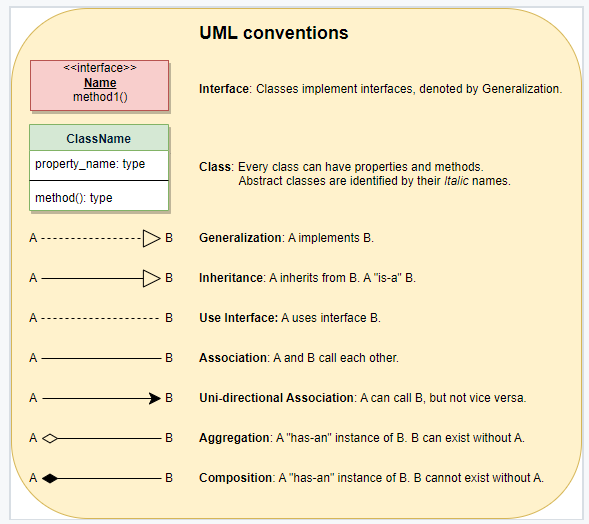 UML conventions
<<interface>>
Name
method1()
Interface: Classes implement interfaces, denoted by Generalization.
ClassName
property_name: type
method(): type
Class: Every class can have properties and methods.
Abstract classes are identified by their Italic names.
A B Generalization: A implements B.
A B Inheritance: A inherits from B. A "is-a" B.
A B Use Interface: A uses interface B.
A B Association: A and B call each other.
A B Uni-directional Association: A can call B, but not vice versa.
A B Aggregation: A "has-an" instance of B. B can exist without A.
A B Composition: A "has-an" instance of B. B cannot exist without A.